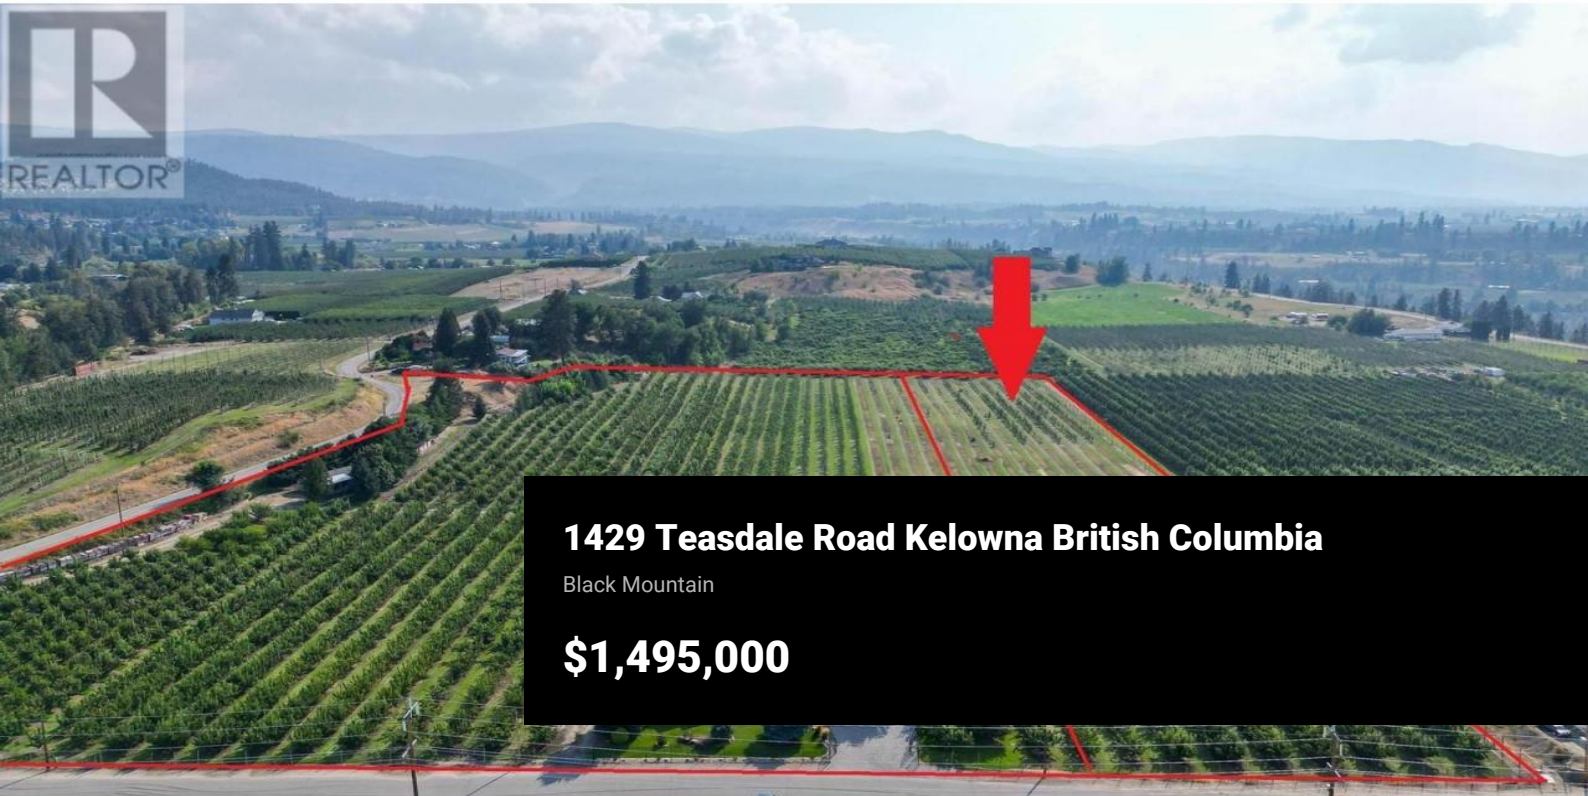 R
REALTOR®
1429 Teasdale Road Kelowna British Columbia
Black Mountain
$1,495,000